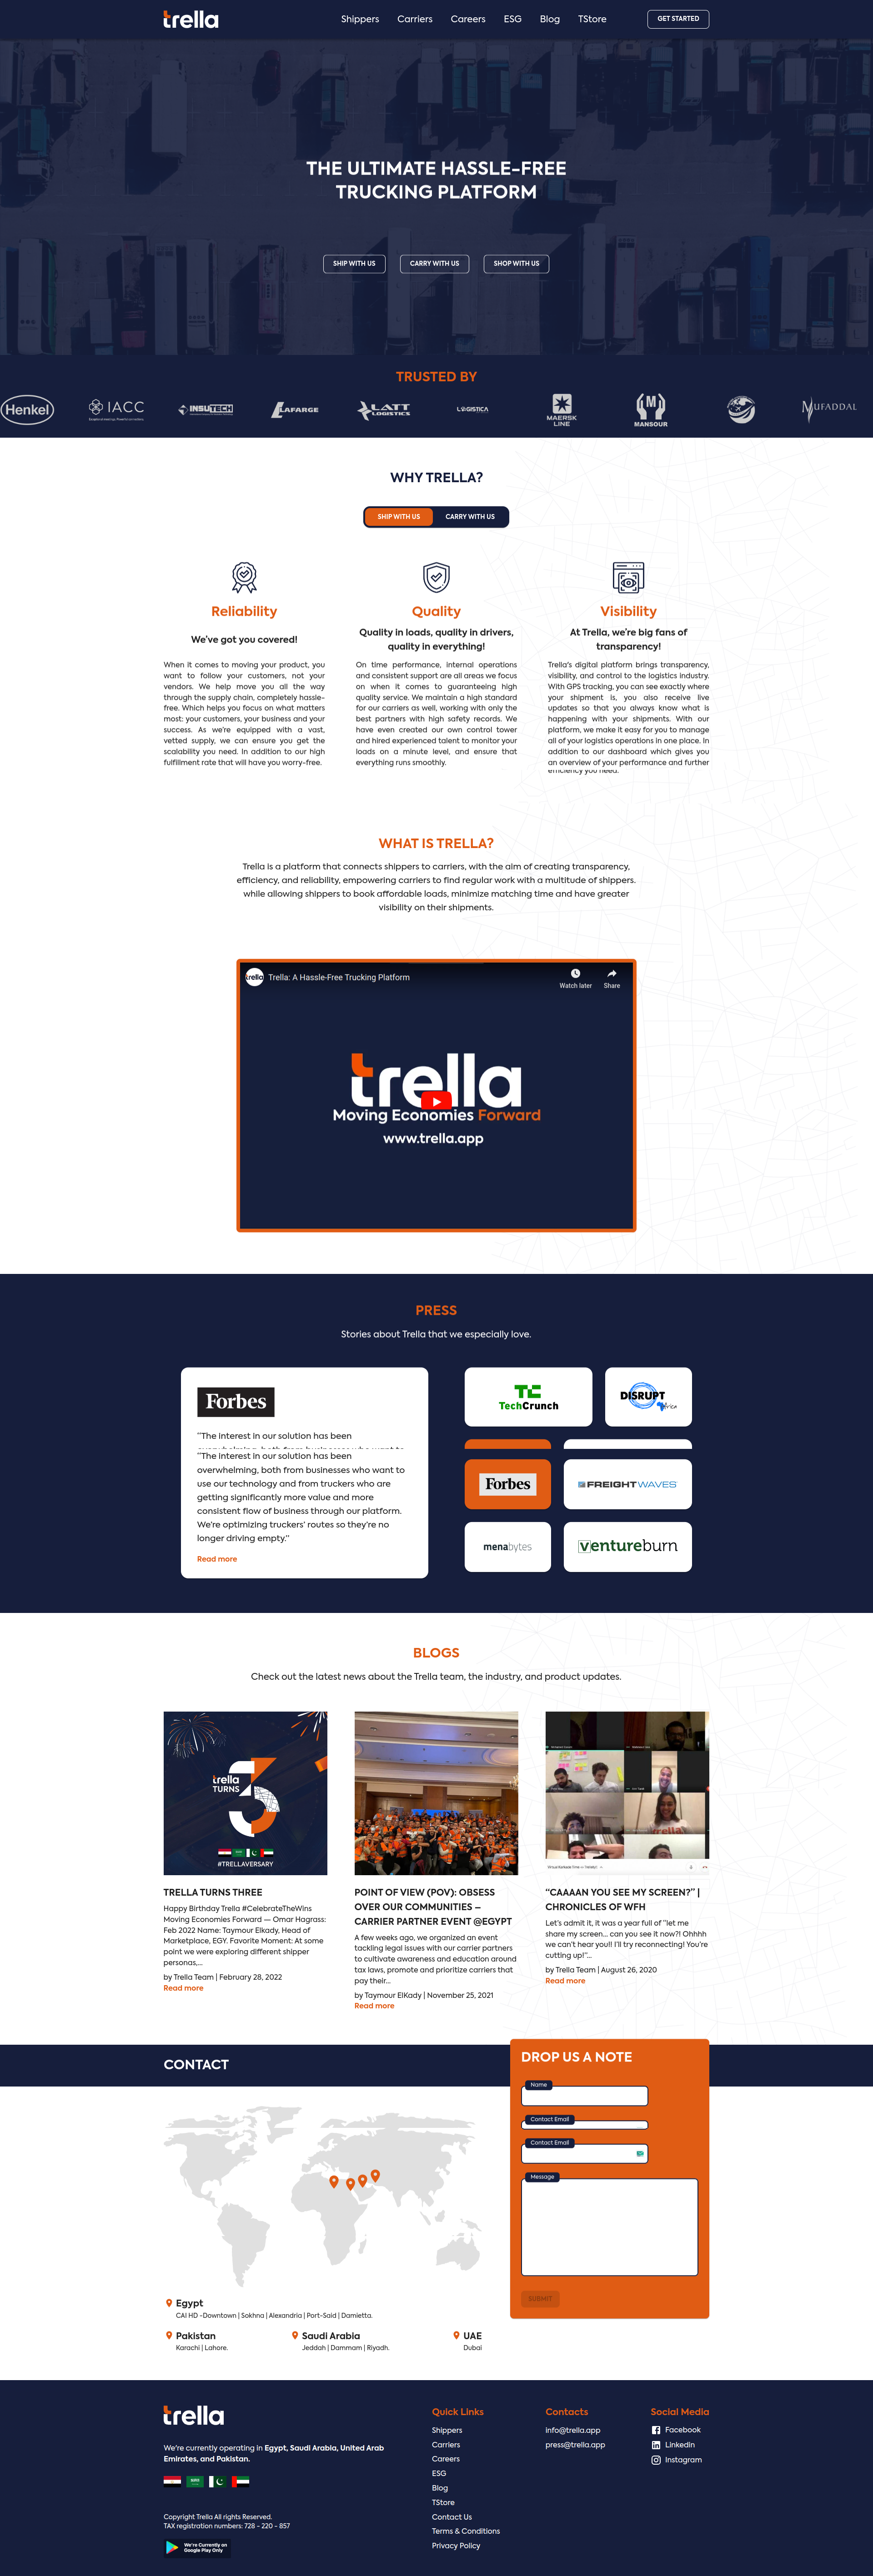 trella
Shippers Carriers Careers ESG Blog TStore GET STARTED
THE ULTIMATE HASSLE-FREE
TRUCKING PLATFORM
SHIP WITH US CARRY WITH US SHOP WITH US
TRUSTED BY
Henkel IACC INSUTECH LAFARGE LATT LOGISTICS LOGISTICA MAERSK LINE MANSOUR MUFADDAL
WHY TRELLA?
SHIP WITH US CARRY WITH US
Reliability
We've got you covered!
When it comes to moving your product, you
want to follow your customers, not your
vendors. We help move you all the way
through the supply chain, completely hassle-
free. Which helps you focus on what matters
most: your customers, your business and your
success. As we're equipped with a vast,
vetted supply, we can ensure you get the
scalability you need. In addition to our high
fulfillment rate that will have you worry-free.
Quality
Quality in loads, quality in drivers,
quality in everything!
On time performance, internal operations
and consistent support are all areas we focus
on when it comes to guaranteeing high
quality service. We maintain a high standard
for our carriers as well, working with only the
best partners with high safety records. We
have even created our own control tower
and hired experienced talent to monitor your
loads on a minute level, and ensure that
everything runs smoothly.
Visibility
At Trella, we're big fans of
transparency!
Trella's digital platform brings transparency,
visibility, and control to the logistics industry.
With GPS tracking, you can see exactly where
your shipment is, you also receive live
updates so that you always know what is
happening with your shipments. With our
platform, we make it easy for you to manage
all of your logistics operations in one place. In
addition to our dashboard which gives you
an overview of your performance and further
efficiency you need.
WHAT IS TRELLA?
Trella is a platform that connects shippers to carriers, with the aim of creating transparency,
efficiency, and reliability, empowering carriers to find regular work with a multitude of shippers.
while allowing shippers to book affordable loads, minimize matching time and have greater
visibility on their shipments.
trella Trella: A Hassle-Free Trucking Platform
Watch later Share
trella
Moving Economies Forward
www.trella.app
PRESS
Stories about Trella that we especially love.
Forbes
"The interest in our solution has been
overwhelming, both from businesses who want to
"The interest in our solution has been
overwhelming, both from businesses who want to
use our technology and from truckers who are
getting significantly more value and more
consistent flow of business through our platform.
We're optimizing truckers' routes so they're no
longer driving empty."
Read more
TC TechCrunch
DISRUPT Africa
Forbes
FREIGHTWAVES
menabytes
ventureburn
BLOGS
Check out the latest news about the Trella team, the industry, and product updates.
trella
TURNS
3
#TRELLAVERSARY
TRELLA TURNS THREE
Happy Birthday Trella #CelebrateTheWins
Moving Economies Forward — Omar Hagrass:
Feb 2022 Name: Taymour Elkady, Head of
Marketplace, EGY. Favorite Moment: At some
point we were exploring different shipper
personas,...
by Trella Team | February 28, 2022
Read more
POINT OF VIEW (POV): OBSESS
OVER OUR COMMUNITIES –
CARRIER PARTNER EVENT @EGYPT
A few weeks ago, we organized an event
tackling legal issues with our carrier partners
to cultivate awareness and education around
tax laws, promote and prioritize carriers that
pay their...
by Taymour ElKady | November 25, 2021
Read more
"CAAAAN YOU SEE MY SCREEN?" |
CHRONICLES OF WFH
Let's admit it, it was a year full of "let me
share my screen... can you see it now?! Ohhhh
we can't hear you!! I'll try reconnecting! You're
cutting up!"...
by Trella Team | August 26, 2020
Read more
CONTACT
DROP US A NOTE
Name
Contact Email
Contact Email
Message
SUBMIT
Egypt
CAI HD -Downtown | Sokhna | Alexandria | Port-Said | Damietta.
Pakistan
Karachi | Lahore.
Saudi Arabia
Jeddah | Dammam | Riyadh.
UAE
Dubai
trella
We're currently operating in Egypt, Saudi Arabia, United Arab
Emirates, and Pakistan.
Copyright Trella All rights Reserved.
TAX registration numbers: 728 - 220 - 857
We're Currently on
Google Play Only
Quick Links
Shippers
Carriers
Careers
ESG
Blog
TStore
Contact Us
Terms & Conditions
Privacy Policy
Contacts
info@trella.app
press@trella.app
Social Media
Facebook
Linkedin
Instagram